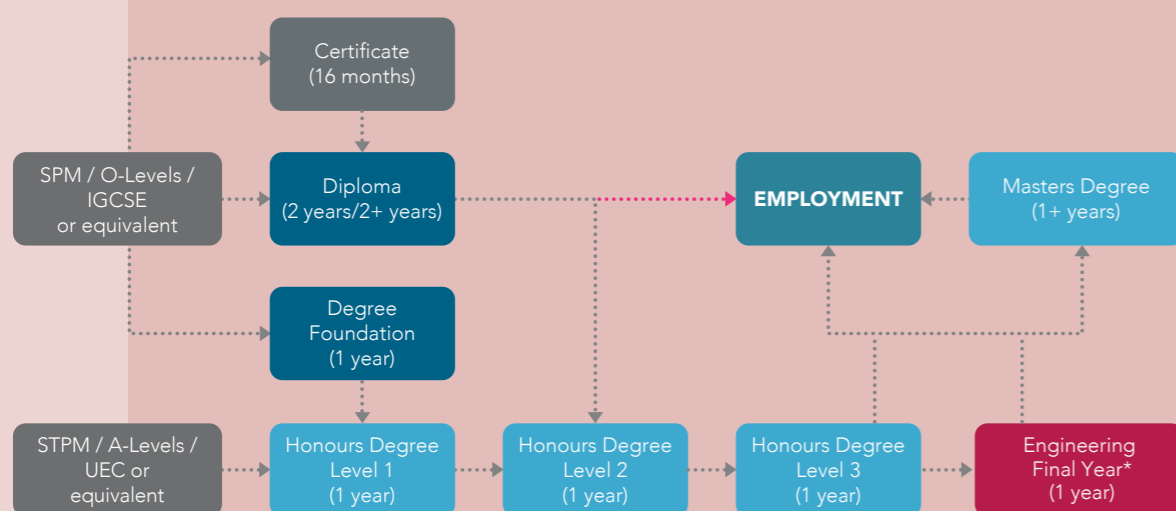 Certificate
(16 months)
SPM / O-Levels /
IGCSE
or equivalent
Diploma
(2 years/2+ years)
EMPLOYMENT
Masters Degree
(1+ years)
Degree
Foundation
(1 year)
STPM / A-Levels /
UEC or
equivalent
Honours Degree
Level 1
(1 year)
Honours Degree
Level 2
(1 year)
Honours Degree
Level 3
(1 year)
Engineering
Final Year*
(1 year)